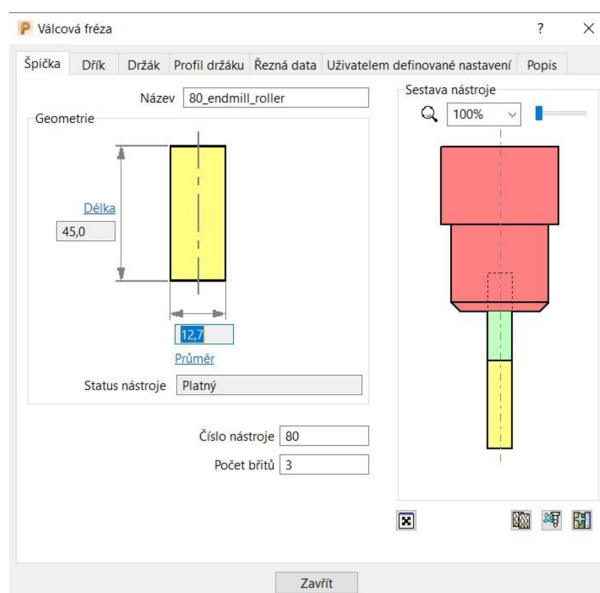 Válcová fréza
?
Špička Dřík Držák Profil držáku Řezná data Uživatelem definované nastavení Popis
Název 80_endmill_roller
Geometrie
Délka
45,0
12,7
Průměr
Status nástroje Platný
Číslo nástroje 80
Počet břitů 3
Sestava nástroje
100%
Zavřít